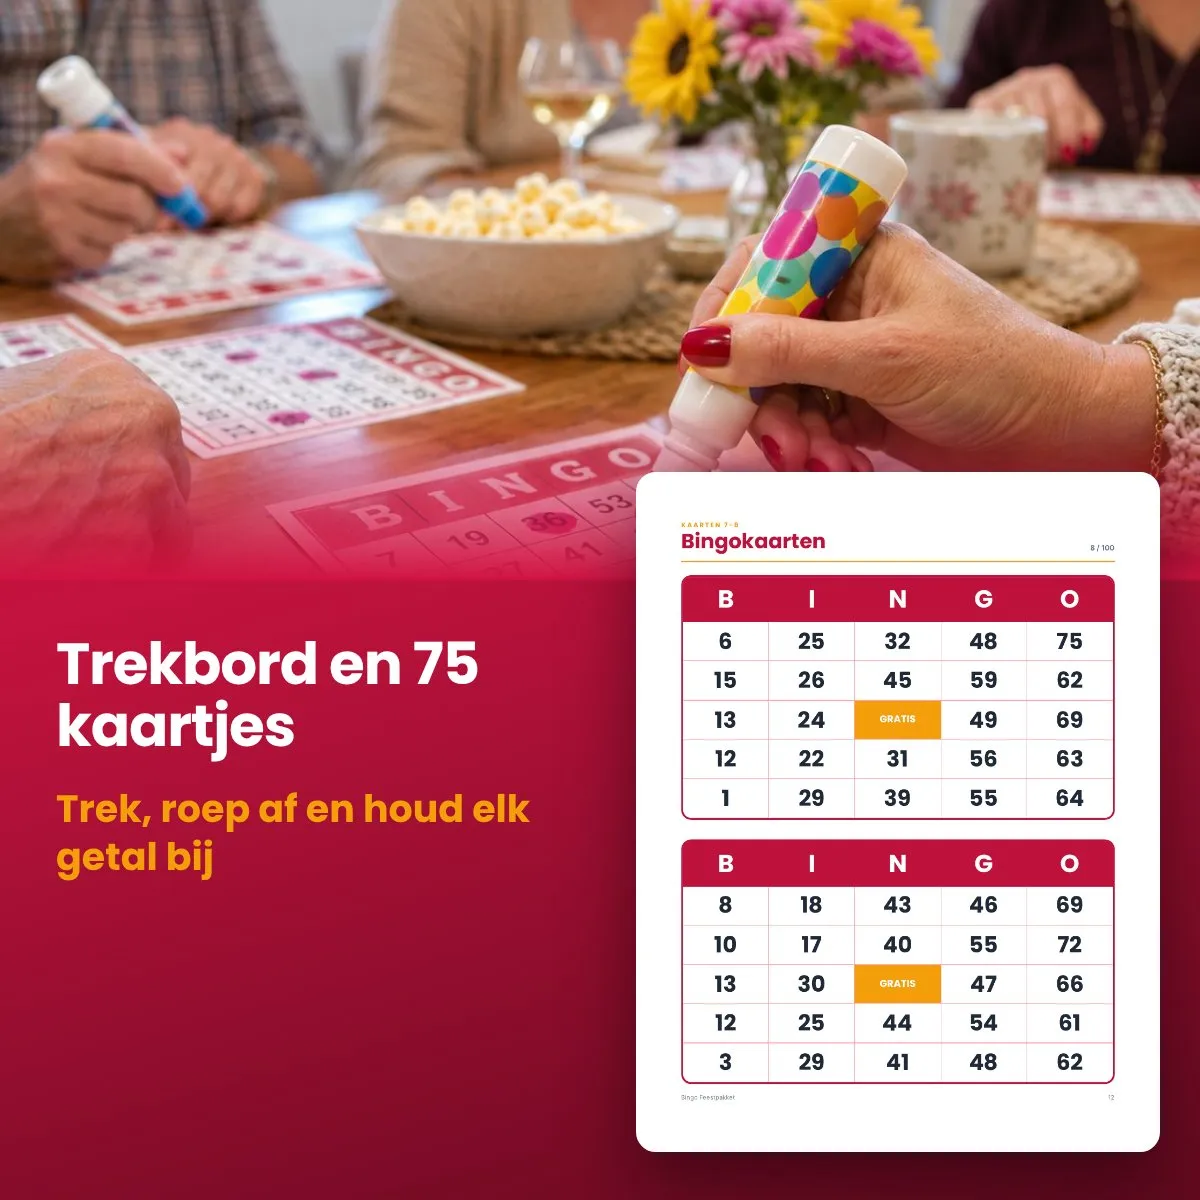 BINGO
BINGO
7 19 36 53
41
Trekbord en 75
kaartjes
Trek, roep af en houd elk
getal bij
KAARTEN 7-8
Bingokaarten
8 / 100
B I N G O
6 25 32 48 75
15 26 45 59 62
13 24 GRATIS 49 69
12 22 31 56 63
1 29 39 55 64
B I N G O
8 18 43 46 69
10 17 40 55 72
13 30 GRATIS 47 66
12 25 44 54 61
3 29 41 48 62
Bingo Feestpakket
12